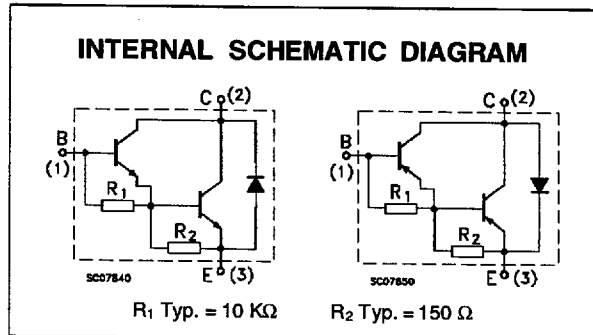 INTERNAL SCHEMATIC DIAGRAM
C (2)
B
(1)
R1
R2
SC07840
E (3)
C (2)
B
(1)
R1
R2
SC07850
E (3)
R1 Typ. = 10 KΩ
R2 Typ. = 150 Ω